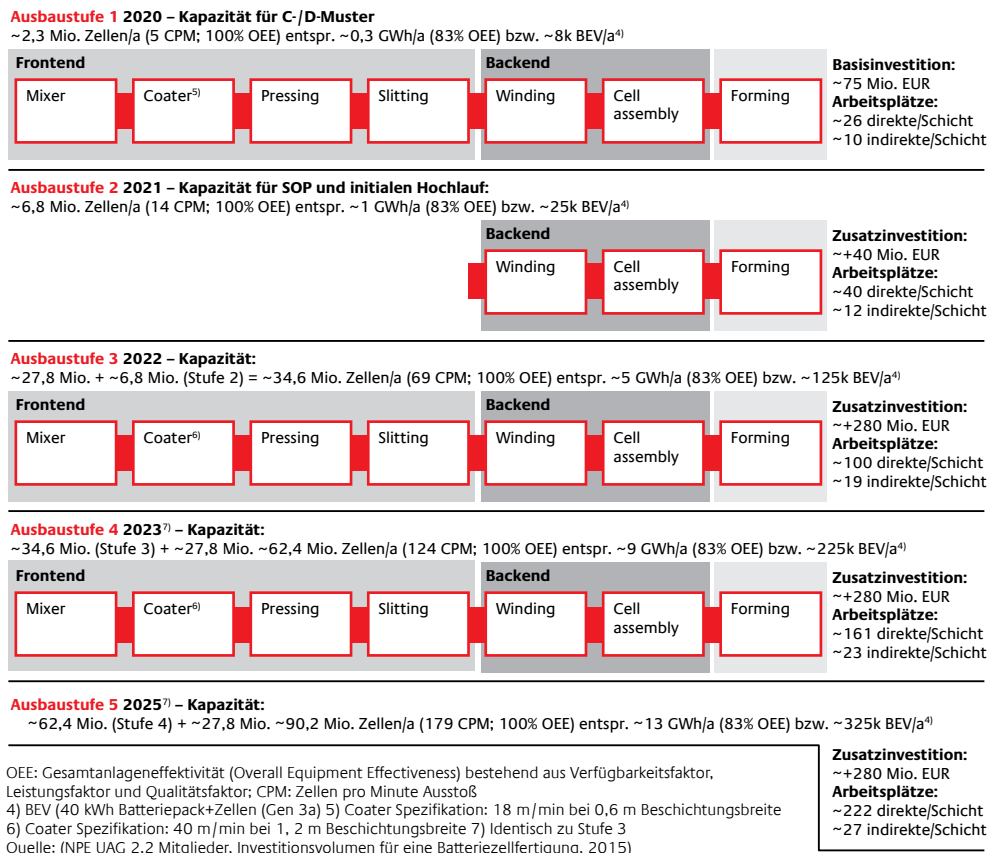 Ausbaustufe 1 2020 – Kapazität für C-/D-Muster
~2,3 Mio. Zellen/a (5 CPM; 100% OEE) entspr. ~0,3 GWh/a (83% OEE) bzw. ~8k BEV/a4)
Frontend
Backend
Mixer
Coater5)
Pressing
Slitting
Winding
Cell
assembly
Forming
Basisinvestition:
~75 Mio. EUR
Arbeitsplätze:
~26 direkte/Schicht
~10 indirekte/Schicht
Ausbaustufe 2 2021 – Kapazität für SOP und initialen Hochlauf:
~6,8 Mio. Zellen/a (14 CPM; 100% OEE) entspr. ~1 GWh/a (83% OEE) bzw. ~25k BEV/a4)
Backend
Winding
Cell
assembly
Forming
Zusatzinvestition:
~+40 Mio. EUR
Arbeitsplätze:
~40 direkte/Schicht
~12 indirekte/Schicht
Ausbaustufe 3 2022 – Kapazität:
~27,8 Mio. + ~6,8 Mio. (Stufe 2) = ~34,6 Mio. Zellen/a (69 CPM; 100% OEE) entspr. ~5 GWh/a (83% OEE) bzw. ~125k BEV/a4)
Frontend
Backend
Mixer
Coater6)
Pressing
Slitting
Winding
Cell
assembly
Forming
Zusatzinvestition:
~+280 Mio. EUR
Arbeitsplätze:
~100 direkte/Schicht
~19 indirekte/Schicht
Ausbaustufe 4 20237) – Kapazität:
~34,6 Mio. (Stufe 3) + ~27,8 Mio. ~62,4 Mio. Zellen/a (124 CPM; 100% OEE) entspr. ~9 GWh/a (83% OEE) bzw. ~225k BEV/a4)
Frontend
Backend
Mixer
Coater6)
Pressing
Slitting
Winding
Cell
assembly
Forming
Zusatzinvestition:
~+280 Mio. EUR
Arbeitsplätze:
~161 direkte/Schicht
~23 indirekte/Schicht
Ausbaustufe 5 20257) – Kapazität:
~62,4 Mio. (Stufe 4) + ~27,8 Mio. ~90,2 Mio. Zellen/a (179 CPM; 100% OEE) entspr. ~13 GWh/a (83% OEE) bzw. ~325k BEV/a4)
Zusatzinvestition:
~+280 Mio. EUR
Arbeitsplätze:
~222 direkte/Schicht
~27 indirekte/Schicht
OEE: Gesamtanlageneffektivität (Overall Equipment Effectiveness) bestehend aus Verfügbarkeitsfaktor,
Leistungsfaktor und Qualitätsfaktor; CPM: Zellen pro Minute Ausstoß
4) BEV (40 kWh Batteriepack+Zellen (Gen 3a) 5) Coater Spezifikation: 18 m/min bei 0,6 m Beschichtungsbreite
6) Coater Spezifikation: 40 m/min bei 1, 2 m Beschichtungsbreite 7) Identisch zu Stufe 3
Quelle: (NPE UAG 2.2 Mitglieder, Investitionsvolumen für eine Batteriezellfertigung, 2015)